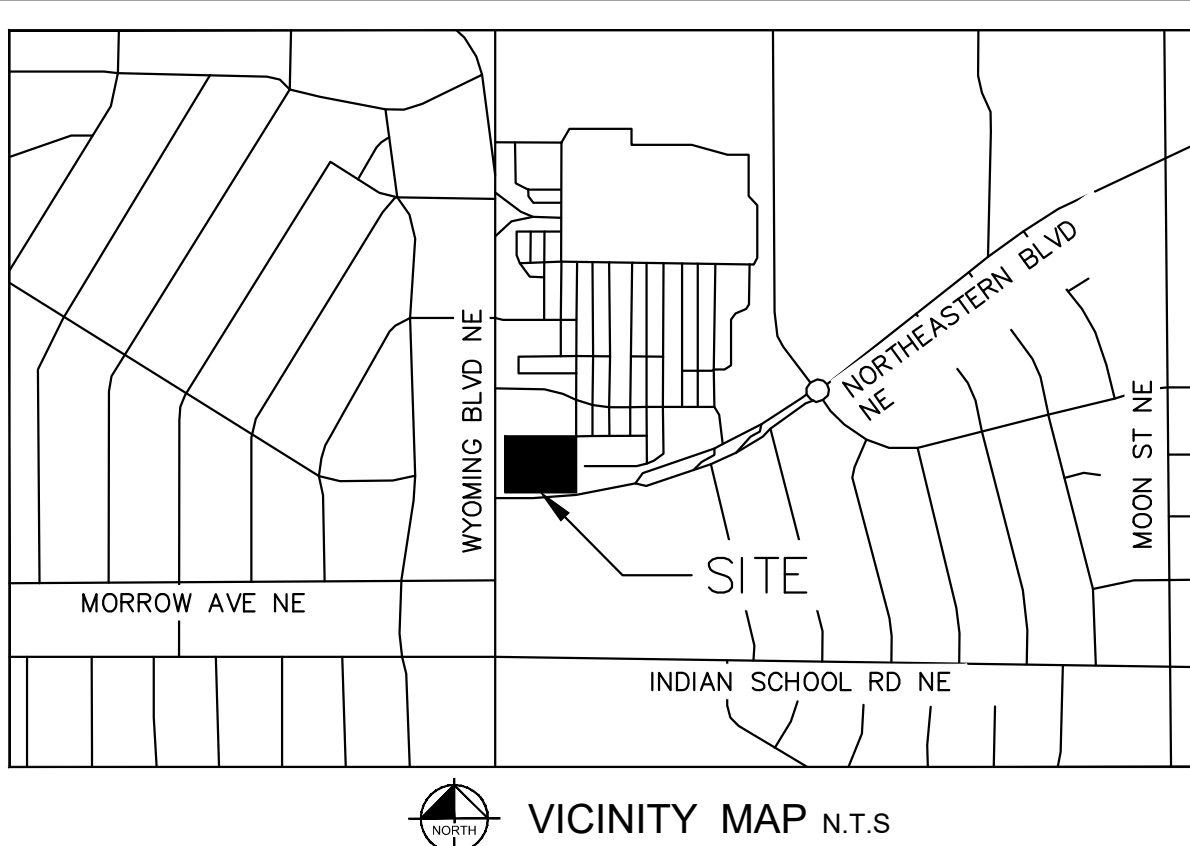 NORTHEASTERN BLVD
NE
WYOMING BLVD NE
MOON ST NE
SITE
MORROW AVE NE
INDIAN SCHOOL RD NE
NORTH
VICINITY MAP N.T.S